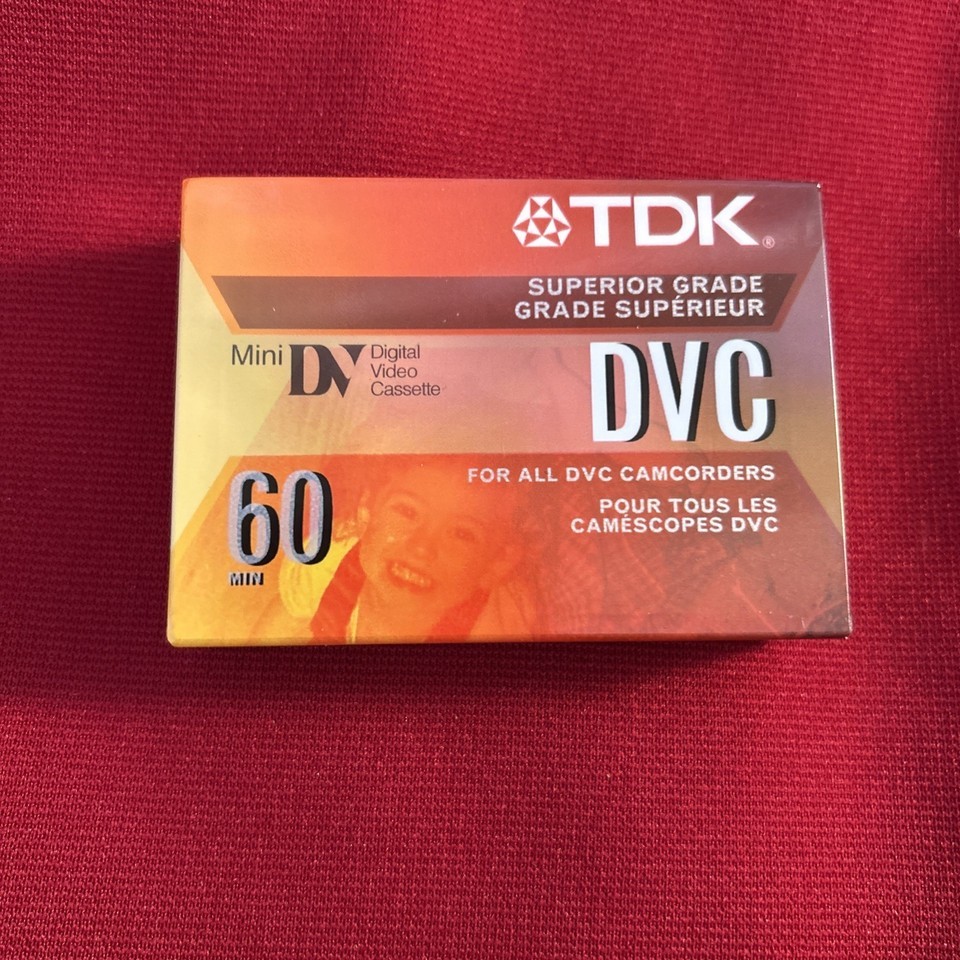 TDK®
SUPERIOR GRADE
GRADE SUPÉRIEUR
Mini DV Digital
Video
Cassette
DVC
FOR ALL DVC CAMCORDERS
POUR TOUS LES
CAMÉSCOPES DVC
60
MIN